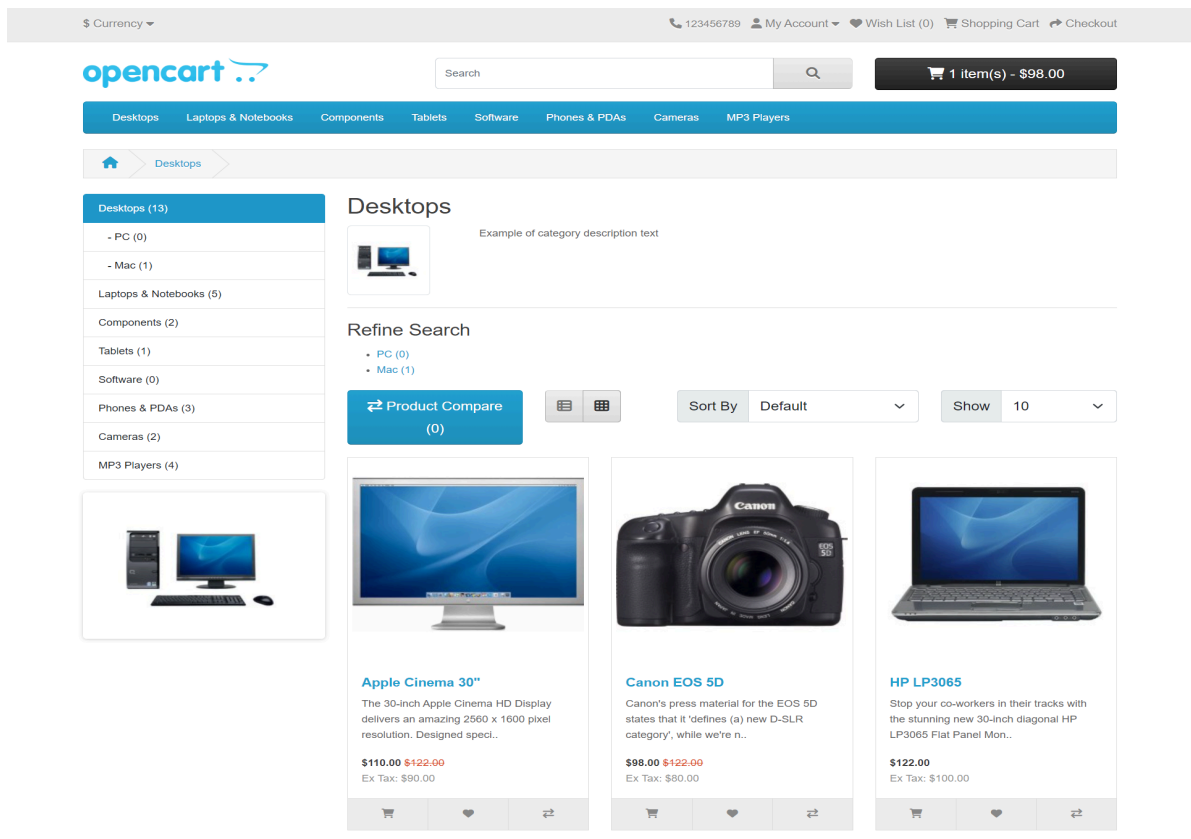 $ Currency
123456789 My Account Wish List (0) Shopping Cart Checkout
opencart
Search
1 item(s) - $98.00
Desktops Laptops & Notebooks Components Tablets Software Phones & PDAs Cameras MP3 Players
Desktops
Desktops (13)
- PC (0)
- Mac (1)
Laptops & Notebooks (5)
Components (2)
Tablets (1)
Software (0)
Phones & PDAs (3)
Cameras (2)
MP3 Players (4)
Desktops
Example of category description text
Refine Search
PC (0)
Mac (1)
Product Compare
(0)
Sort By Default
Show 10
Canon
EOS
5D
Apple Cinema 30"
The 30-inch Apple Cinema HD Display
delivers an amazing 2560 x 1600 pixel
resolution. Designed speci..
$110.00 $122.00
Ex Tax: $90.00
Canon EOS 5D
Canon's press material for the EOS 5D
states that it 'defines (a) new D-SLR
category', while we're n..
$98.00 $122.00
Ex Tax: $80.00
HP LP3065
Stop your co-workers in their tracks with
the stunning new 30-inch diagonal HP
LP3065 Flat Panel Mon..
$122.00
Ex Tax: $100.00